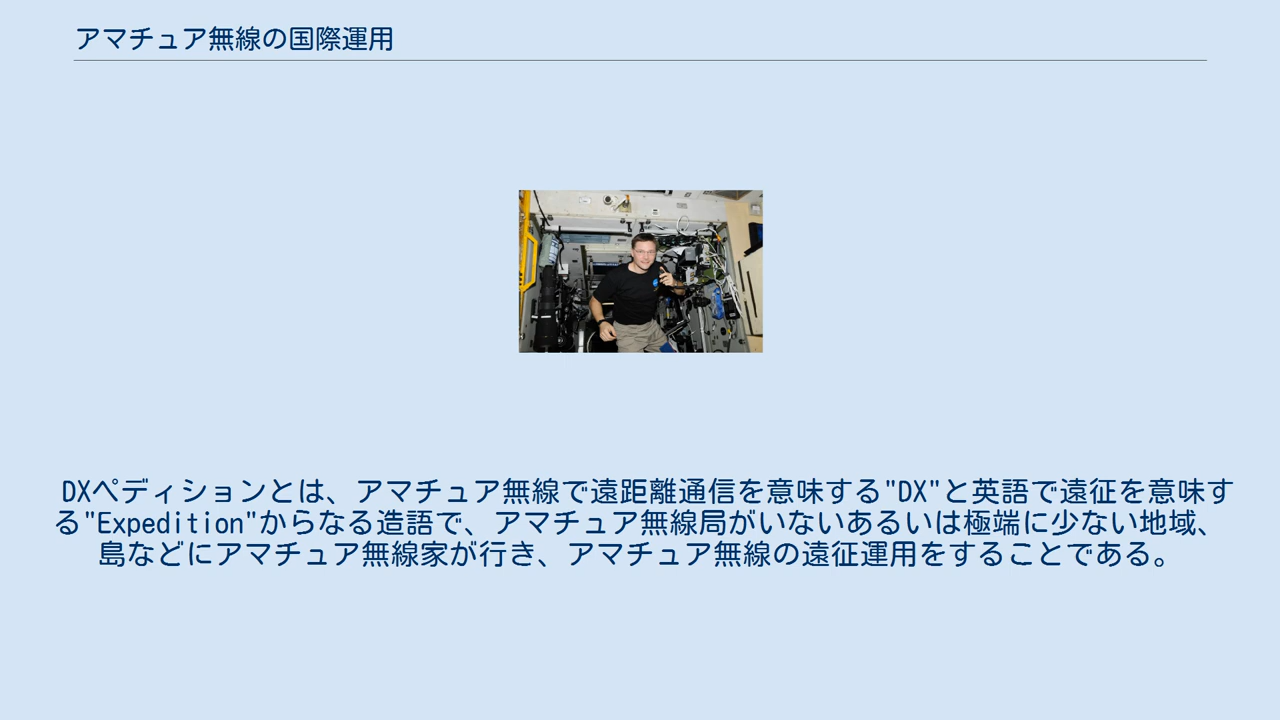 アマチュア無線の国際運用
DXペディションとは、アマチュア無線で遠距離通信を意味する"DX"と英語で遠征を意味す
る"Expedition"からなる造語で、アマチュア無線局がいないあるいは極端に少ない地域、
島などにアマチュア無線家が行き、アマチュア無線の遠征運用をすることである。